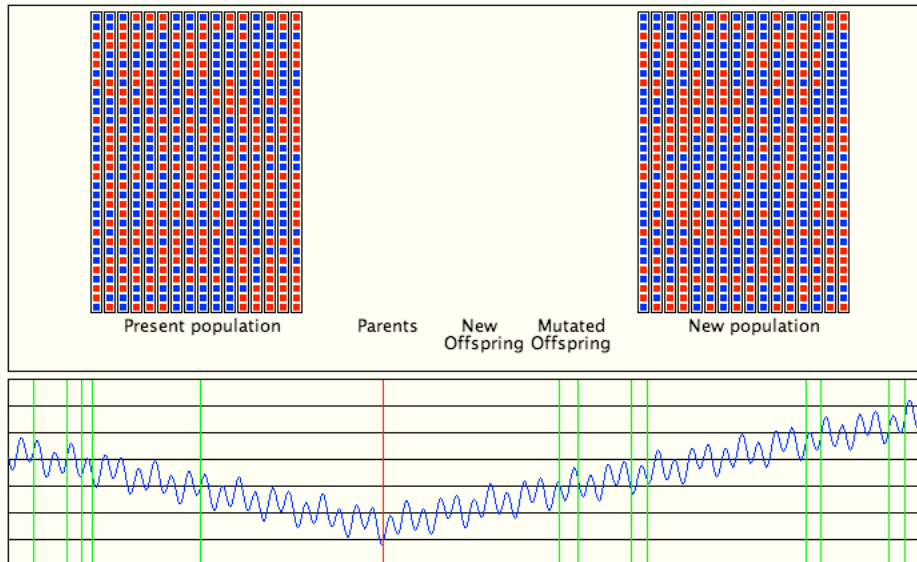 Present population
Parents
New
Offspring
Mutated
Offspring
New population